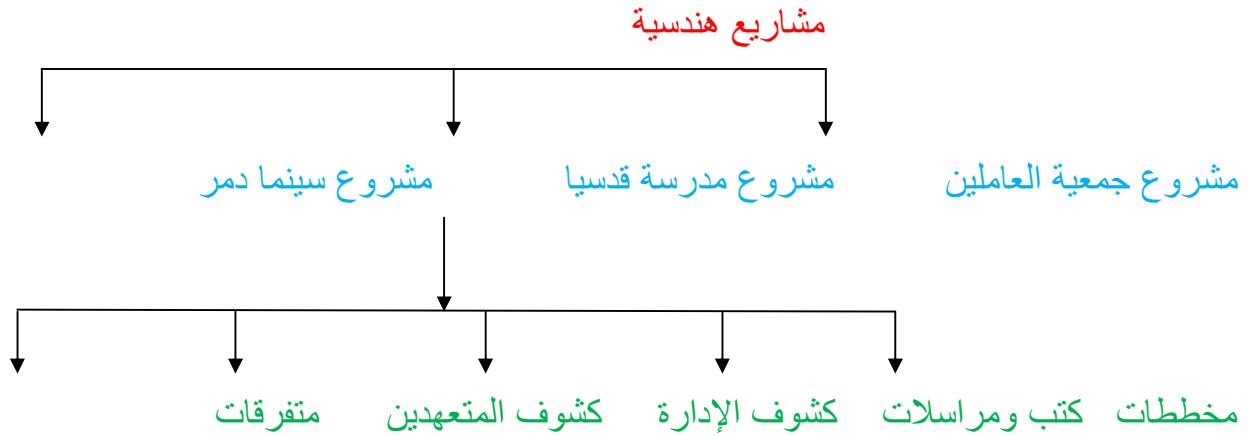 مشاريع هندسية
مشروع جمعية العاملين مشروع مدرسة قدسيا مشروع سينما دمر
مخططات كتب ومراسلات كشوف الإدارة كشوف المتعهدين متفرقات